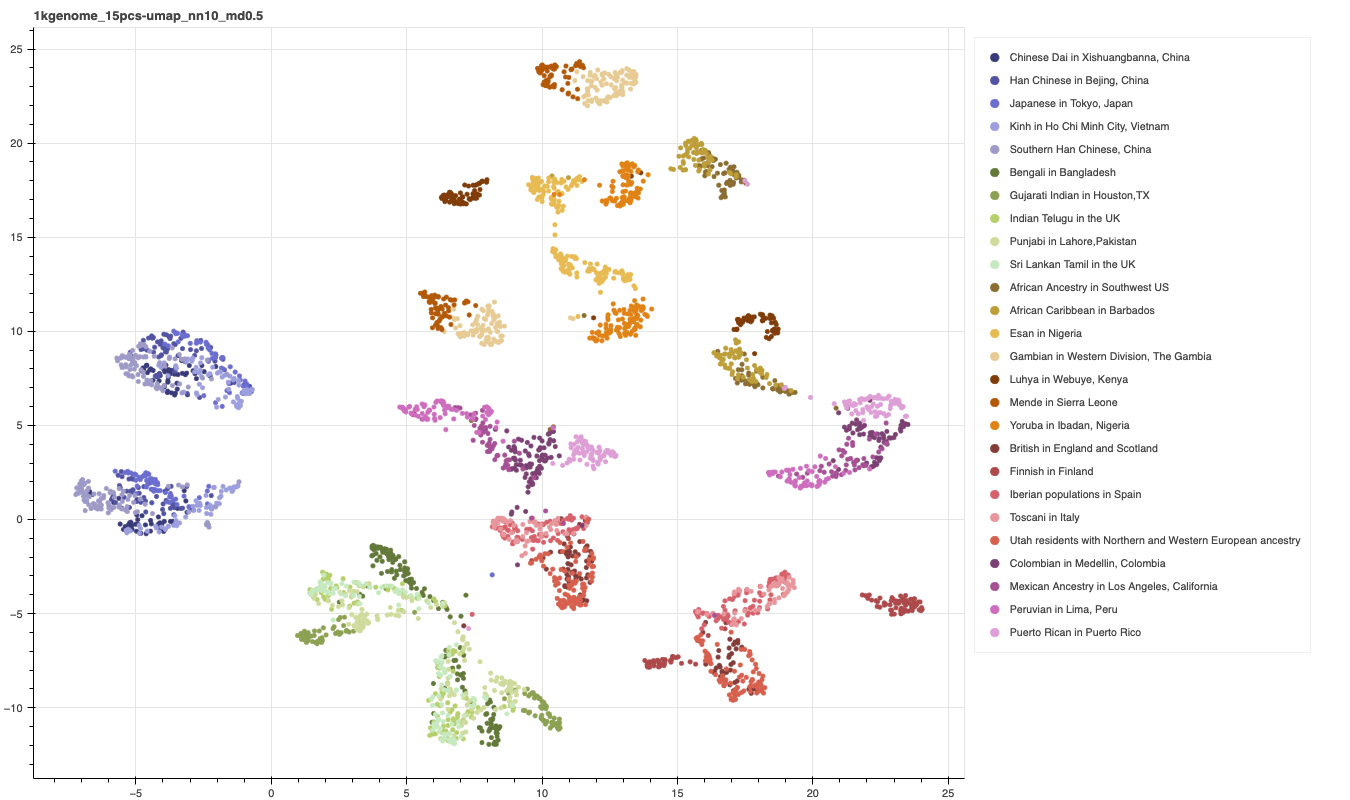 1kgenome_15pcs-umap_nn10_md0.5
25
20
15
10
5
0
−5
−10
−5
0
5
10
15
20
25
Chinese Dai in Xishuangbanna, China
Han Chinese in Bejing, China
Japanese in Tokyo, Japan
Kinh in Ho Chi Minh City, Vietnam
Southern Han Chinese, China
Bengali in Bangladesh
Gujarati Indian in Houston,TX
Indian Telugu in the UK
Punjabi in Lahore,Pakistan
Sri Lankan Tamil in the UK
African Ancestry in Southwest US
African Caribbean in Barbados
Esan in Nigeria
Gambian in Western Division, The Gambia
Luhya in Webuye, Kenya
Mende in Sierra Leone
Yoruba in Ibadan, Nigeria
British in England and Scotland
Finnish in Finland
Iberian populations in Spain
Toscani in Italy
Utah residents with Northern and Western European ancestry
Colombian in Medellin, Colombia
Mexican Ancestry in Los Angeles, California
Peruvian in Lima, Peru
Puerto Rican in Puerto Rico